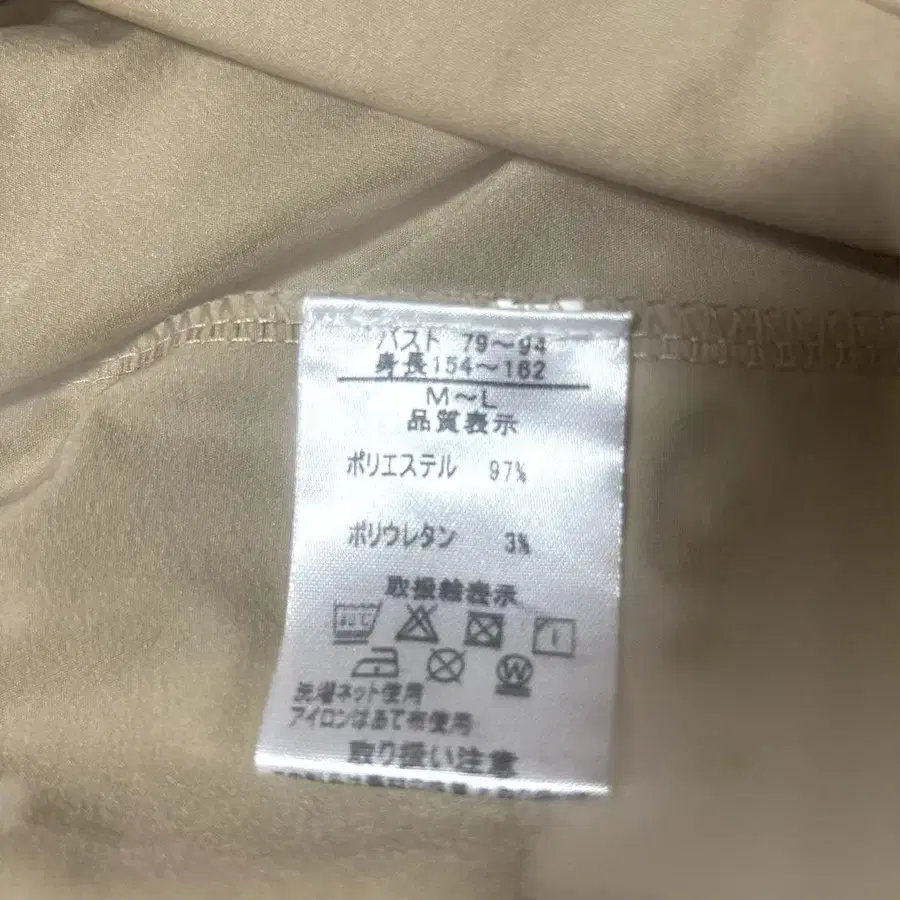 バスト 79〜94
身長154〜162
M〜L
品質表示
ポリエステル 97%
ポリウレタン 3%
取扱絵表示
W
洗濯ネット使用
アイロンはあて布使用
取り扱い注意